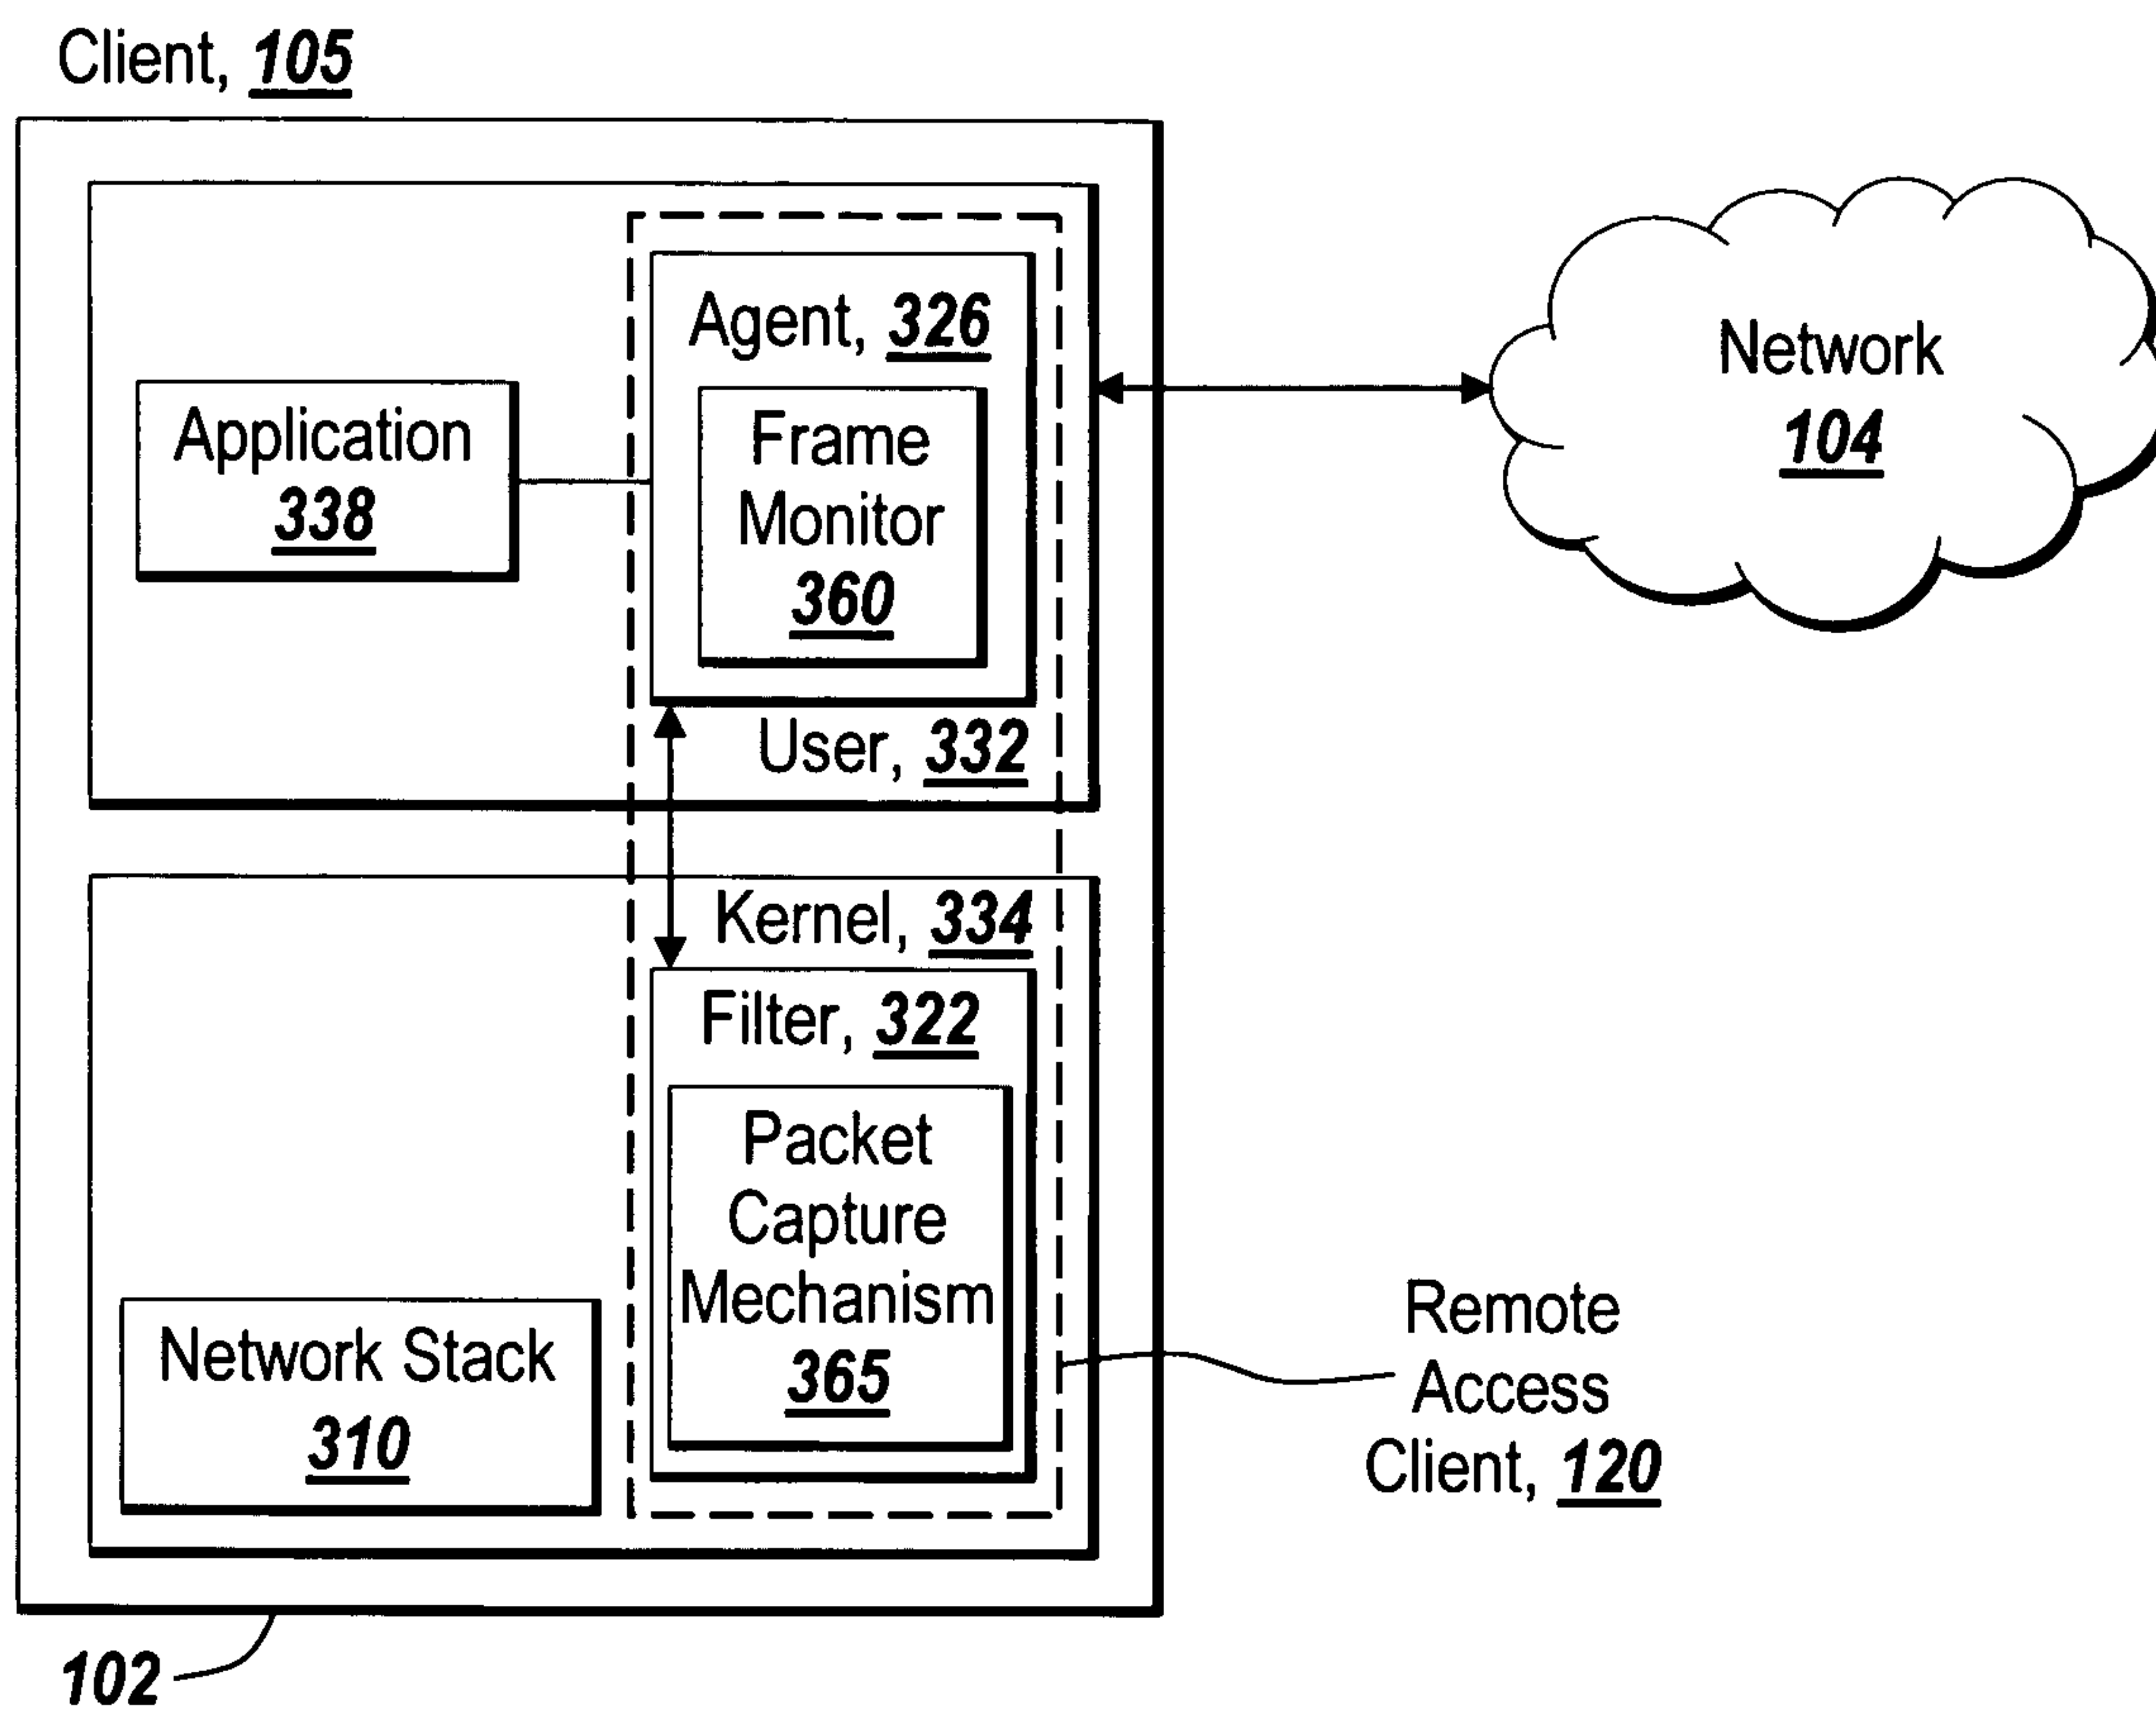 Client, 105
Agent, 326
Network
104
Application
338
Frame
Monitor
360
User, 332
Kernel, 334
Filter, 322
Packet
Capture
Mechanism
365
Network Stack
310
Remote
Access
Client, 120
102